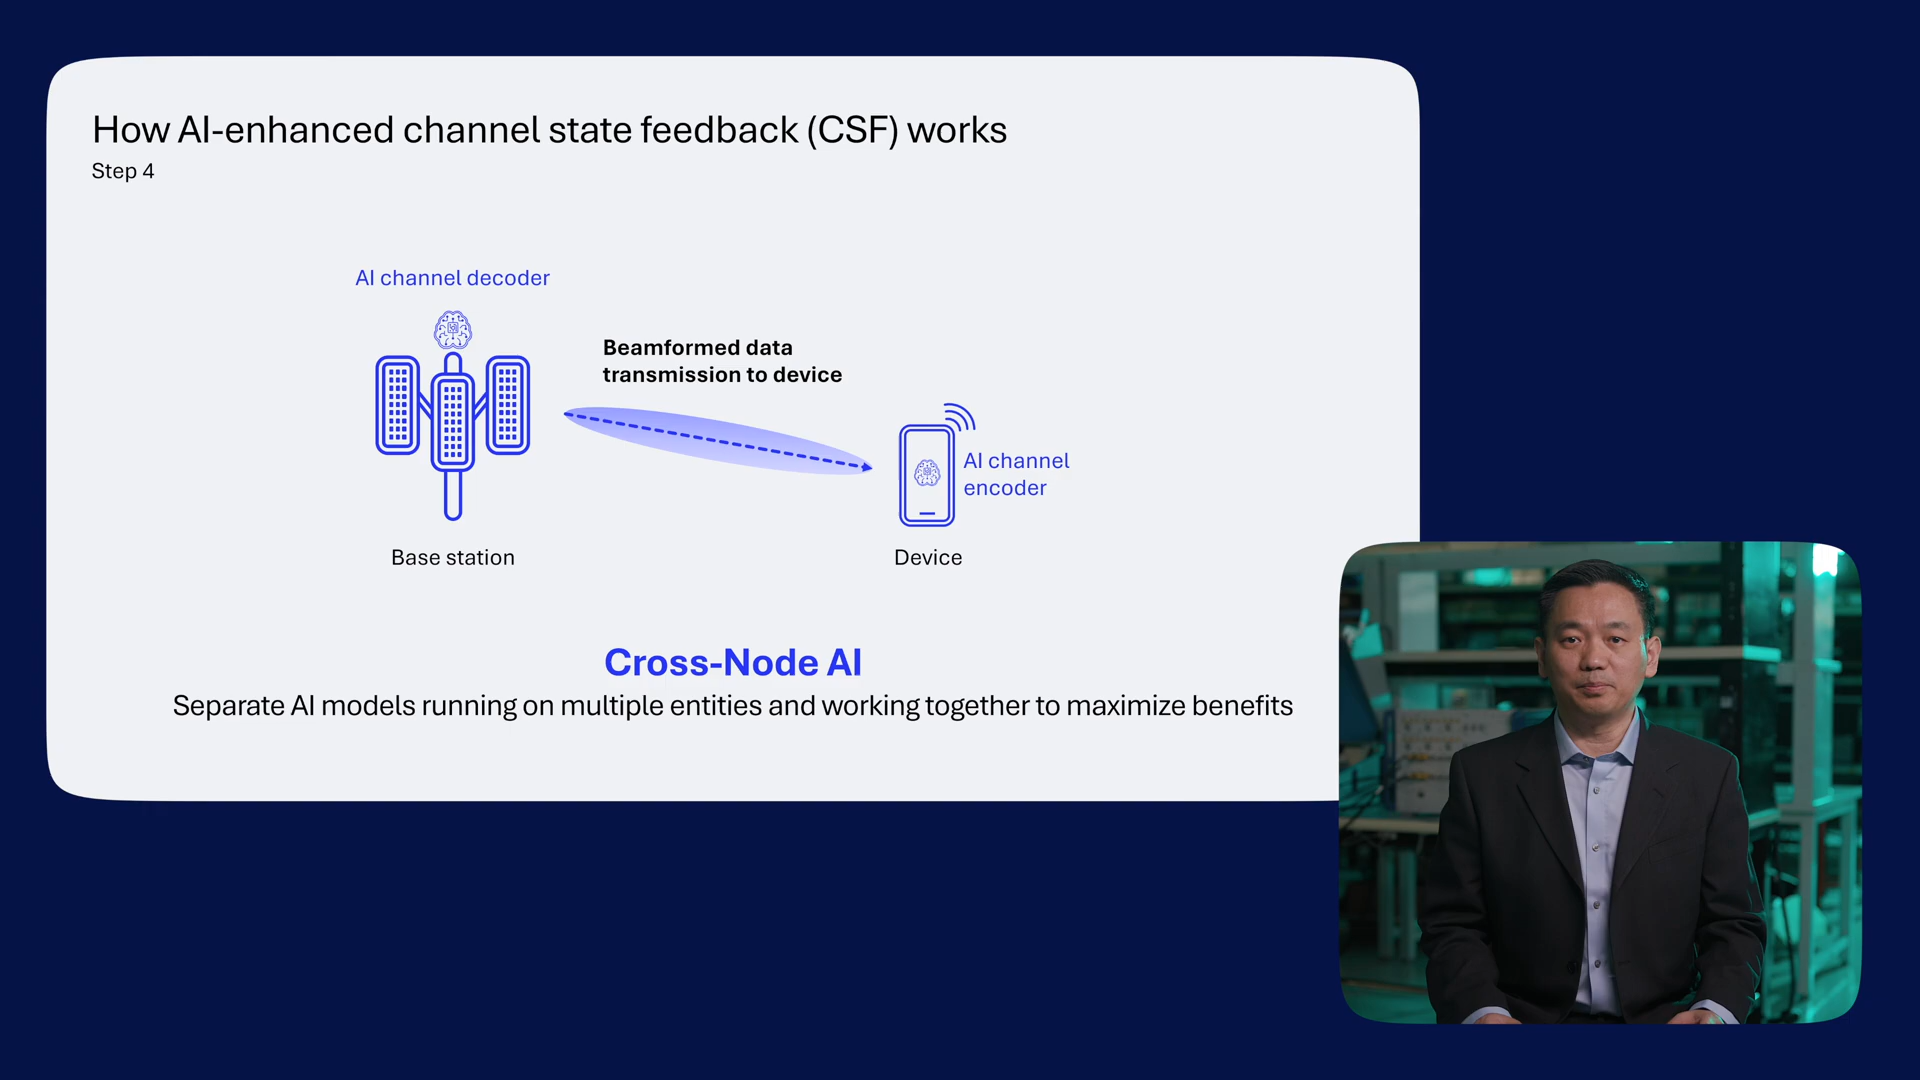 How AI-enhanced channel state feedback (CSF) works
Step 4
AI channel decoder
Beamformed data
transmission to device
AI channel
encoder
Base station
Device
Cross-Node AI
Separate AI models running on multiple entities and working together to maximize benefits